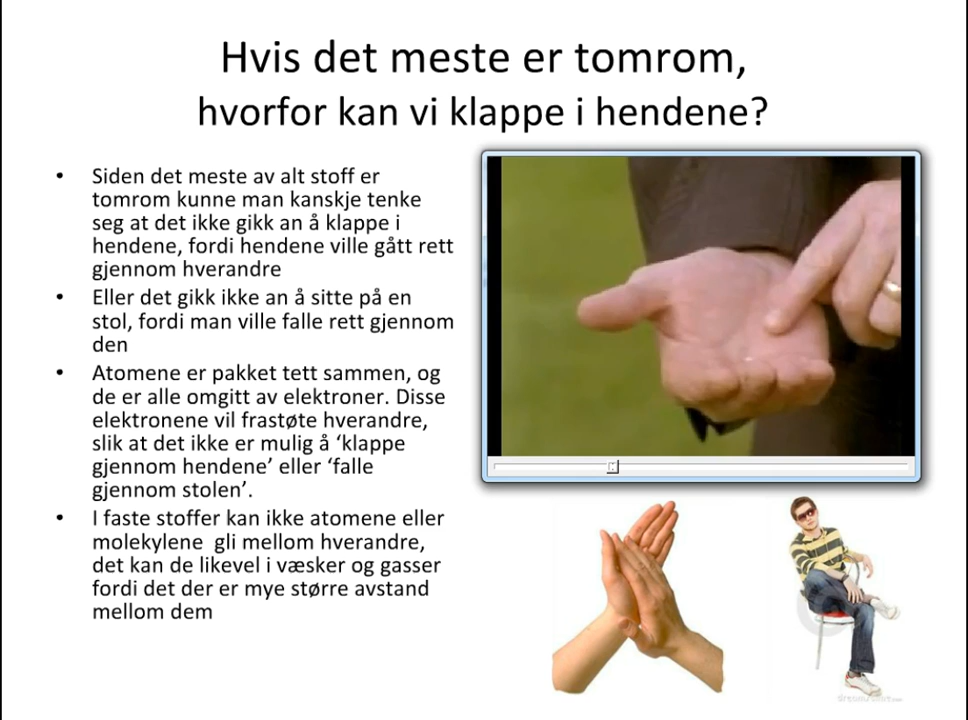 Hvis det meste er tomrom,
hvorfor kan vi klappe i hendene?
• Siden det meste av alt stoff er
tomrom kunne man kanskje tenke
seg at det ikke gikk an å klappe i
hendene, fordi hendene ville gått rett
gjennom hverandre
• Eller det gikk ikke an å sitte på en
stol, fordi man ville falle rett gjennom
den
• Atomene er pakket tett sammen, og
de er alle omgitt av elektroner. Disse
elektronene vil frastøte hverandre,
slik at det ikke er mulig å ‘klappe
gjennom hendene’ eller ‘falle
gjennom stolen’.
• I faste stoffer kan ikke atomene eller
molekylene  gli mellom hverandre,
det kan de likevel i væsker og gasser
fordi det der er mye større avstand
mellom dem